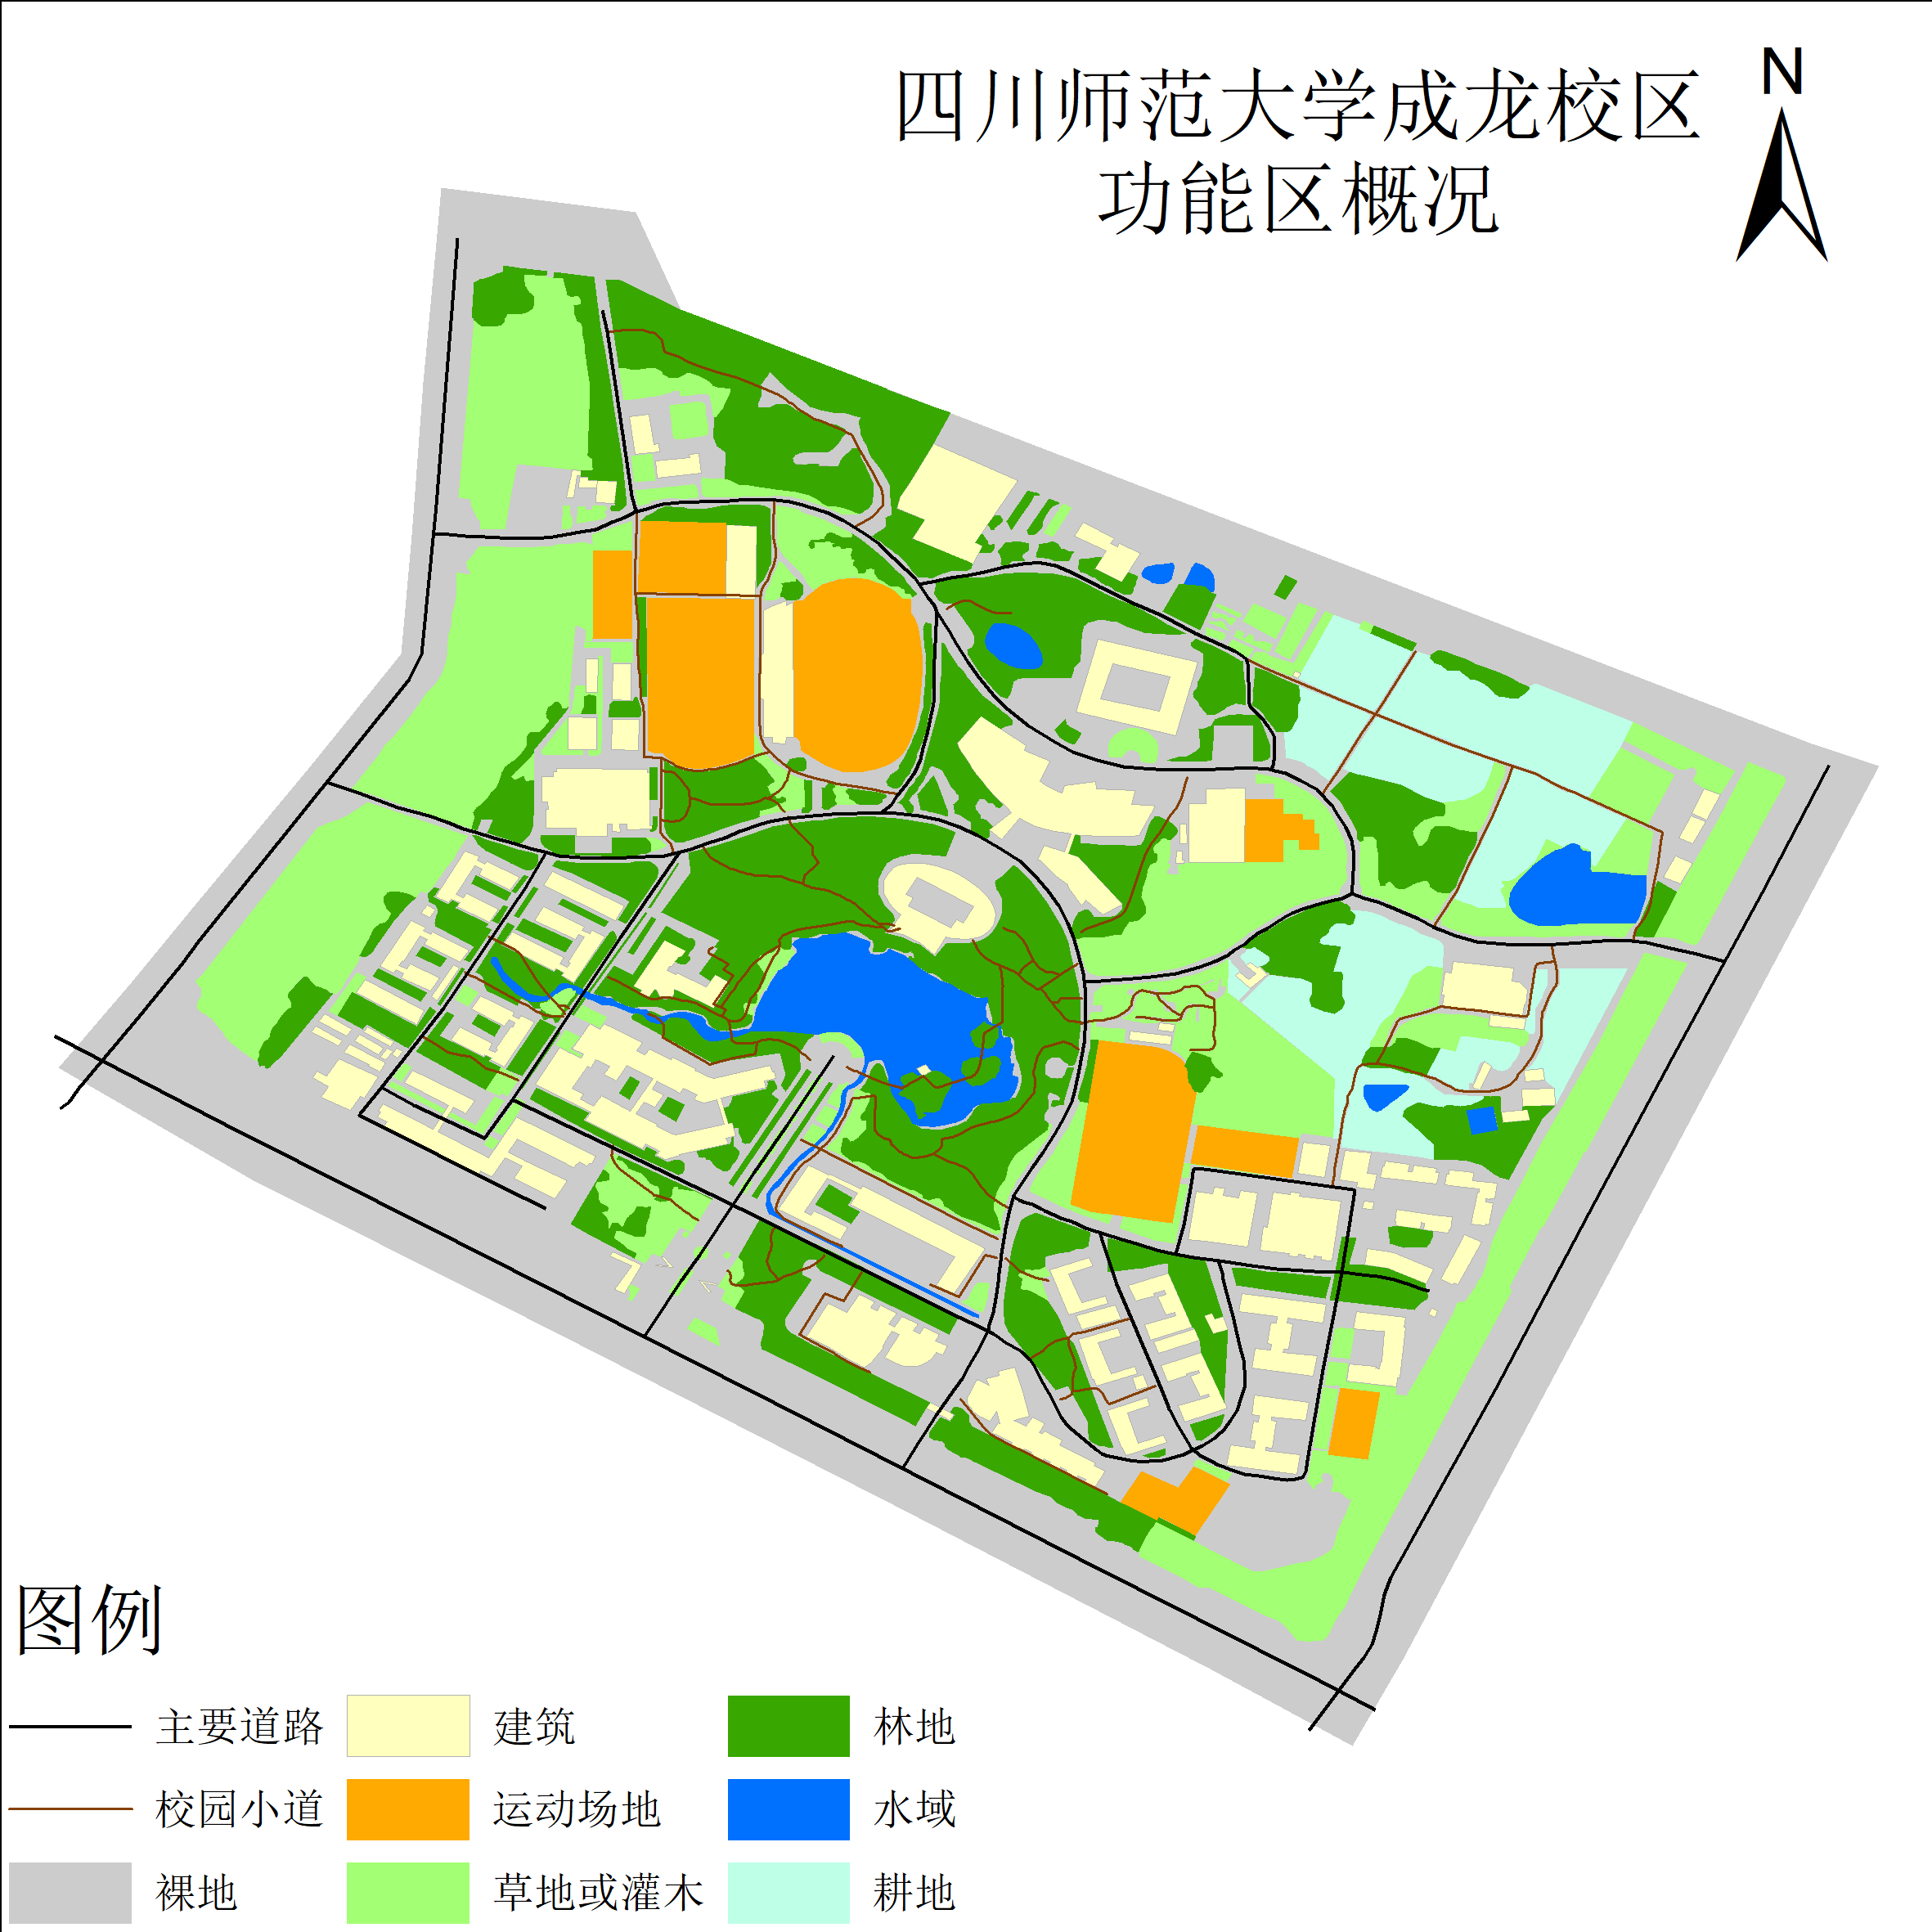 四川师范大学成龙校区
功能区概况
N
图例
主要道路
建筑
林地
校园小道
运动场地
水域
裸地
草地或灌木
耕地